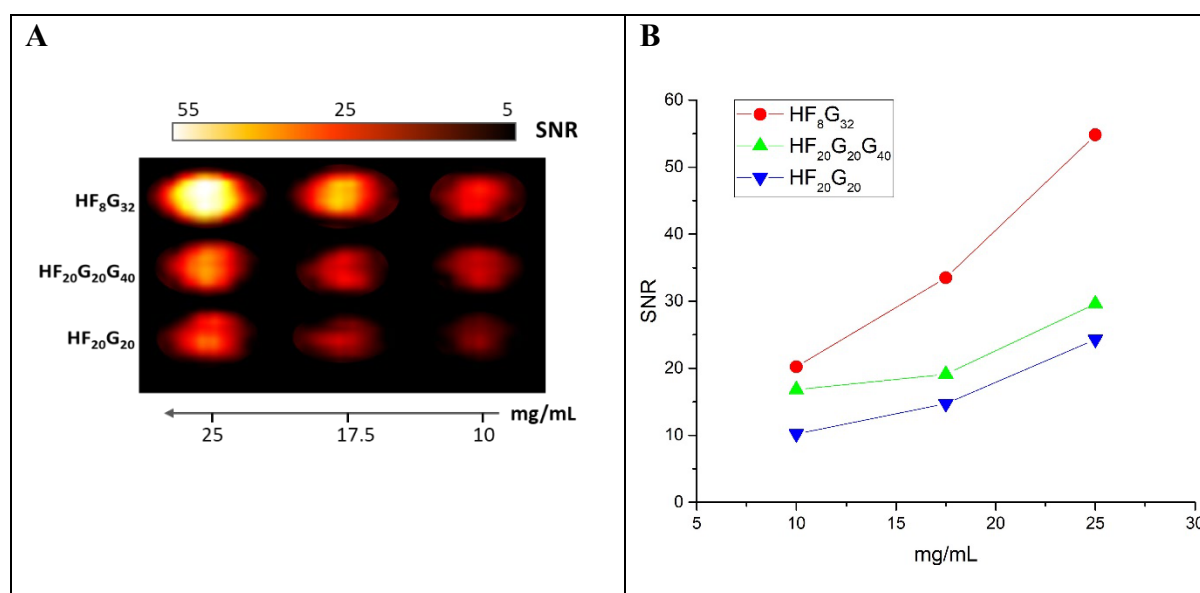 A
55 25 5
SNR
HF₈G₃₂
HF₂₀G₂₀G₄₀
HF₂₀G₂₀
mg/mL
25 17.5 10
B
60
50
40
30
20
10
0
SNR
HF₈G₃₂
HF₂₀G₂₀G₄₀
HF₂₀G₂₀
5 10 15 20 25 30
mg/mL